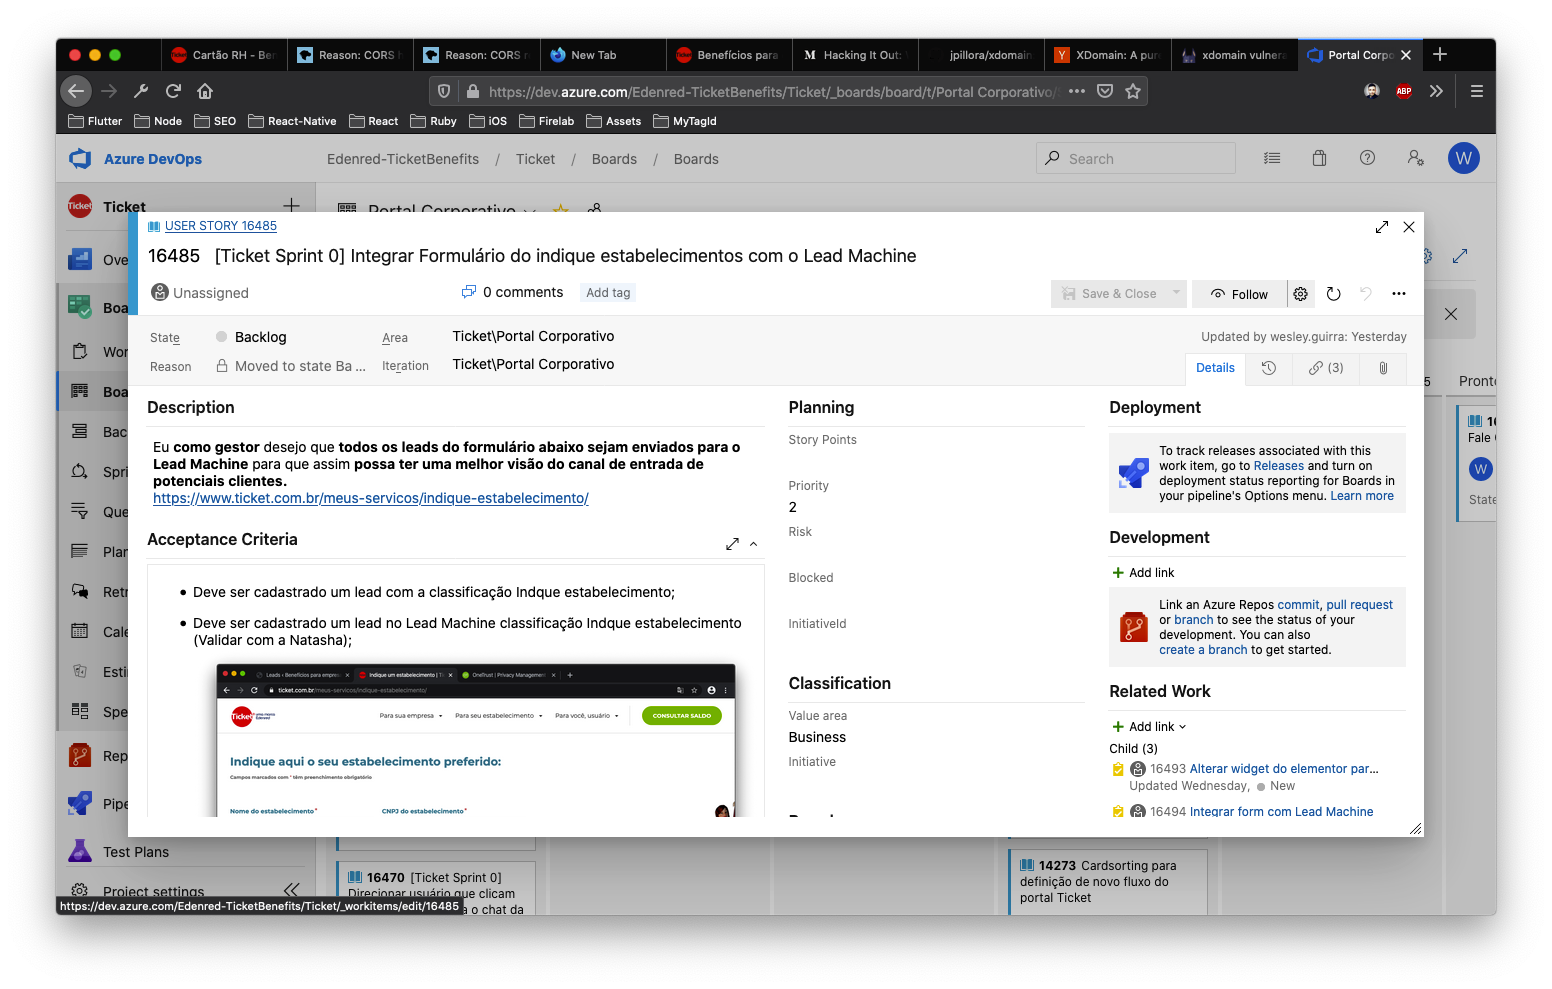 Cartão RH - Ben
Reason: CORS h
Reason: CORS re
New Tab
Benefícios para
Hacking It Out:
jpillora/xdomain
XDomain: A pur
xdomain vulnera
Portal Corpo
https://dev.azure.com/Edenred-TicketBenefits/Ticket/_boards/board/t/Portal Corporativo/
ABP
Flutter
Node
SEO
React-Native
React
Ruby
iOS
Firelab
Assets
MyTagId
Azure DevOps
Edenred-TicketBenefits / Ticket / Boards / Boards
Search
W
Ticket
Ticket
Portal Corporativo
USER STORY 16485
16485 [Ticket Sprint 0] Integrar Formulário do indique estabelecimentos com o Lead Machine
Unassigned
0 comments
Add tag
Save & Close
Follow
State
Backlog
Area
Ticket\Portal Corporativo
Updated by wesley.guirra: Yesterday
Reason
Moved to state Ba ...
Iteration
Ticket\Portal Corporativo
Details
(3)
Ove
Boa
Wor
Boa
Bac
Spri
Que
Plan
Retr
Cale
Esti
Spe
Rep
Pipe
Test Plans
Project settings
Description
Eu como gestor desejo que todos os leads do formulário abaixo sejam enviados para o
Lead Machine para que assim possa ter uma melhor visão do canal de entrada de
potenciais clientes.
https://www.ticket.com.br/meus-servicos/indique-estabelecimento/
Acceptance Criteria
• Deve ser cadastrado um lead com a classificação Indque estabelecimento;
• Deve ser cadastrado um lead no Lead Machine classificação Indque estabelecimento
(Validar com a Natasha);
Leads ‹ Benefícios para empres
Indique um estabelecimento | Ti
OneTrust | Privacy Management
ticket.com.br/meus-servicos/indique-estabelecimento/
Ticket
uma marca
Edenred
Para sua empresa
Para seu estabelecimento
Para você, usuário
CONSULTAR SALDO
Indique aqui o seu estabelecimento preferido:
Campos marcados com * têm preenchimento obrigatório
Nome do estabelecimento*
CNPJ do estabelecimento*
Planning
Story Points
Priority
2
Risk
Blocked
InitiativeId
Classification
Value area
Business
Initiative
Deployment
To track releases associated with this
work item, go to Releases and turn on
deployment status reporting for Boards in
your pipeline's Options menu. Learn more
Development
Add link
Link an Azure Repos commit, pull request
or branch to see the status of your
development. You can also
create a branch to get started.
Related Work
Add link
Child (3)
16493 Alterar widget do elementor par...
Updated Wednesday, New
16494 Integrar form com Lead Machine
5
Pronto
16
Fale
W
State
16470 [Ticket Sprint 0]
Direcionar usuário que clicam
a o chat da
14273 Cardsorting para
definição de novo fluxo do
portal Ticket
https://dev.azure.com/Edenred-TicketBenefits/Ticket/_workitems/edit/16485